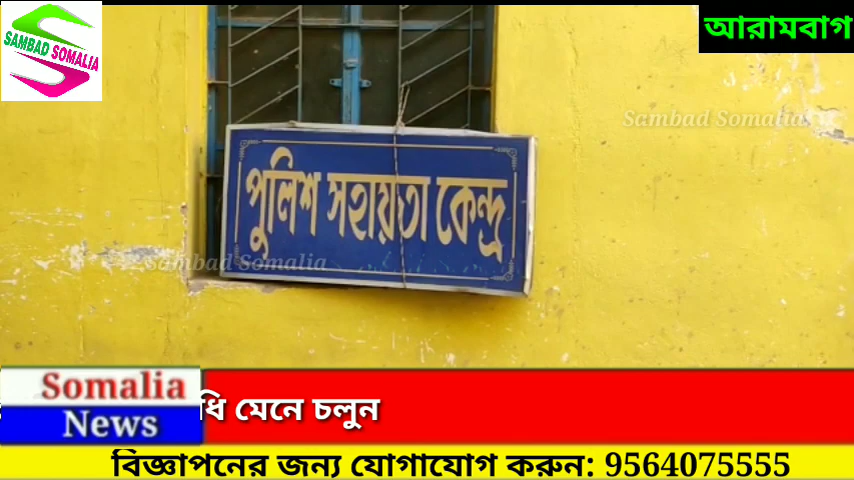 SAMBAD SOMALIA
আরামবাগ
Sambad Somalia
পুলিশ সহায়তা কেন্দ্র
Sambad Somalia
Somalia
News
মেনে চলুন
বিজ্ঞাপনের জন্য যোগাযোগ করুন: 9564075555